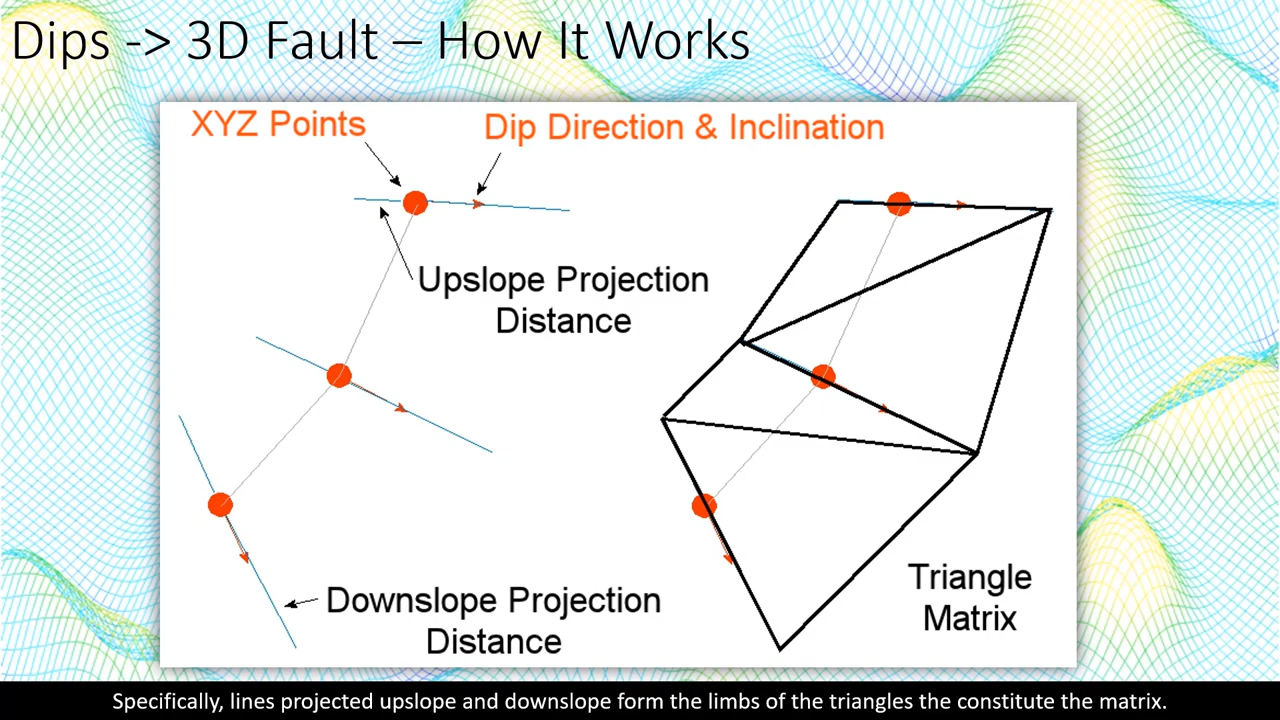 Dips -> 3D Fault – How It Works
XYZ Points
Dip Direction & Inclination
Upslope Projection
Distance
Downslope Projection
Distance
Triangle
Matrix
Specifically, lines projected upslope and downslope form the limbs of the triangles the constitute the matrix.